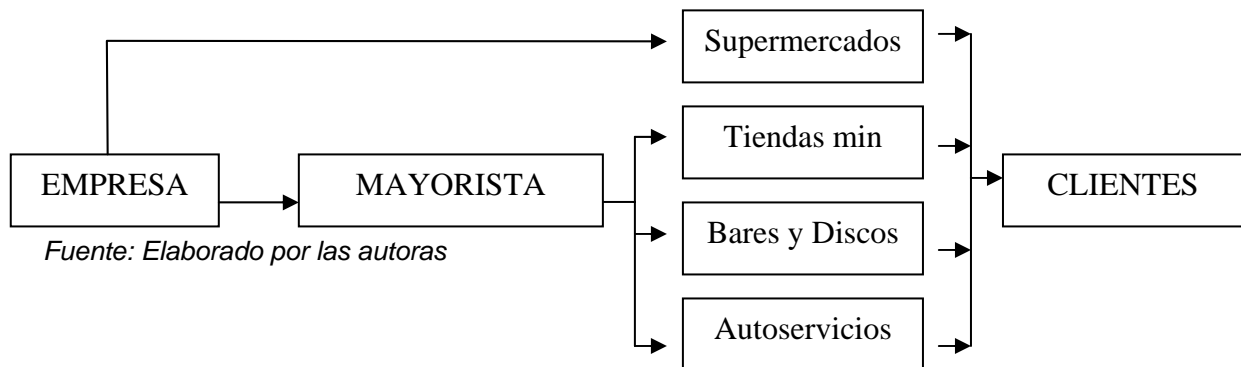 Supermercados
Tiendas min
EMPRESA
MAYORISTA
CLIENTES
Bares y Discos
Fuente: Elaborado por las autoras
Autoservicios